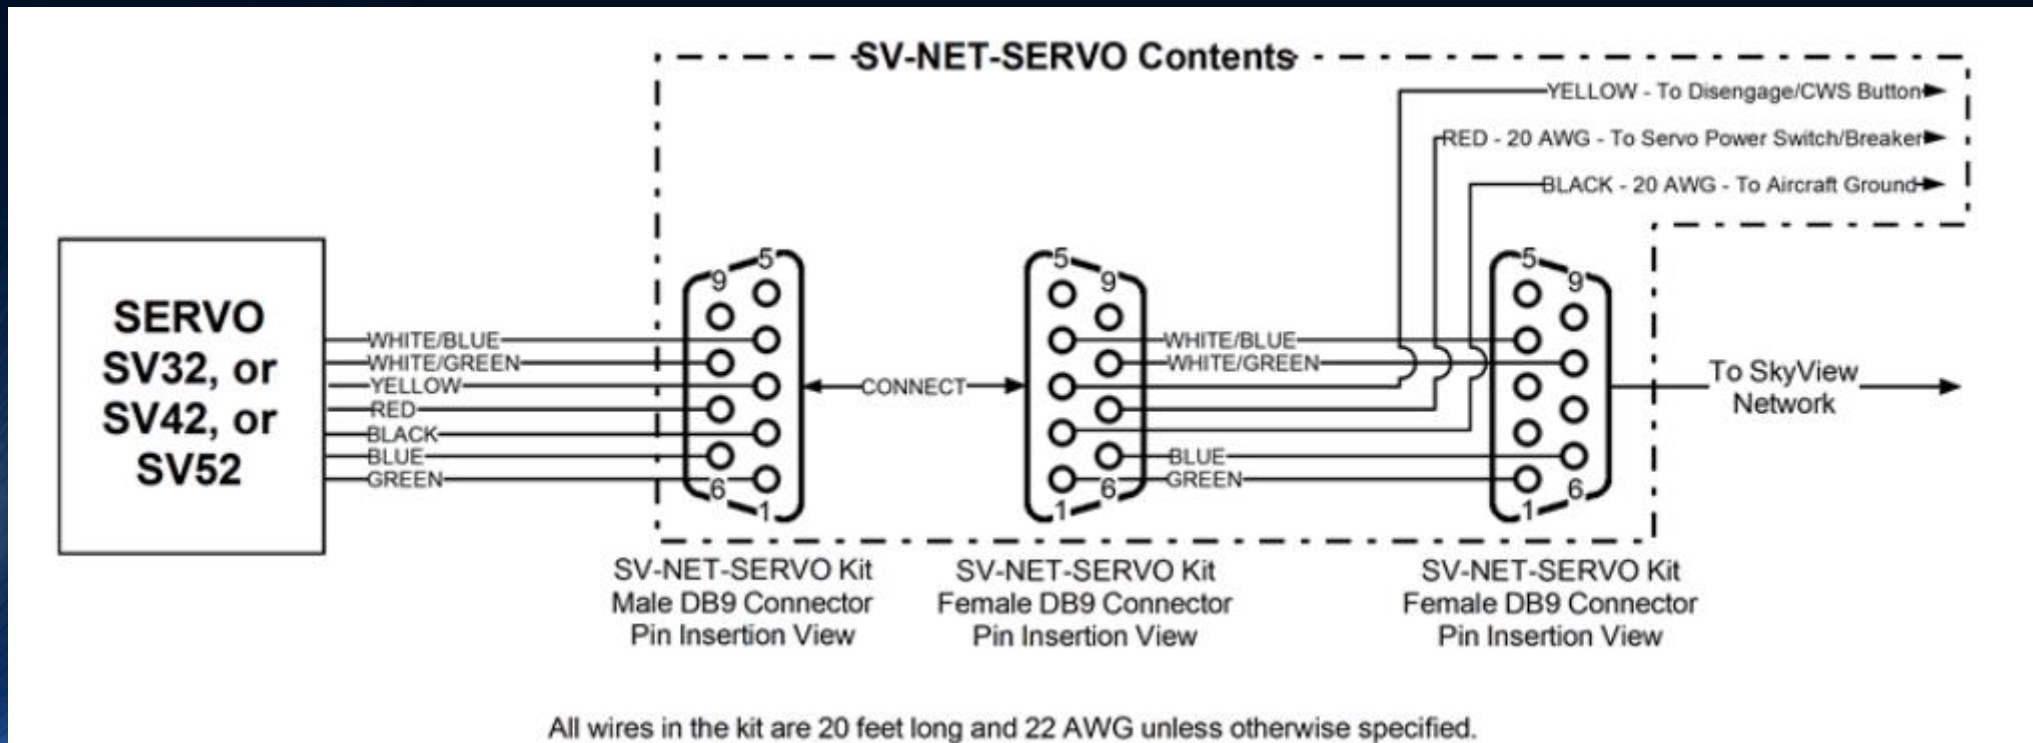 SV-NET-SERVO Contents
YELLOW - To Disengage/CWS Button
RED - 20 AWG - To Servo Power Switch/Breaker
BLACK - 20 AWG - To Aircraft Ground
SERVO
SV32, or
SV42, or
SV52
WHITE/BLUE
WHITE/GREEN
YELLOW
RED
BLACK
BLUE
GREEN
5
9
6
1
CONNECT
5
9
6
1
WHITE/BLUE
WHITE/GREEN
BLUE
GREEN
5
9
6
1
To SkyView
Network
SV-NET-SERVO Kit
Male DB9 Connector
Pin Insertion View
SV-NET-SERVO Kit
Female DB9 Connector
Pin Insertion View
SV-NET-SERVO Kit
Female DB9 Connector
Pin Insertion View
All wires in the kit are 20 feet long and 22 AWG unless otherwise specified.